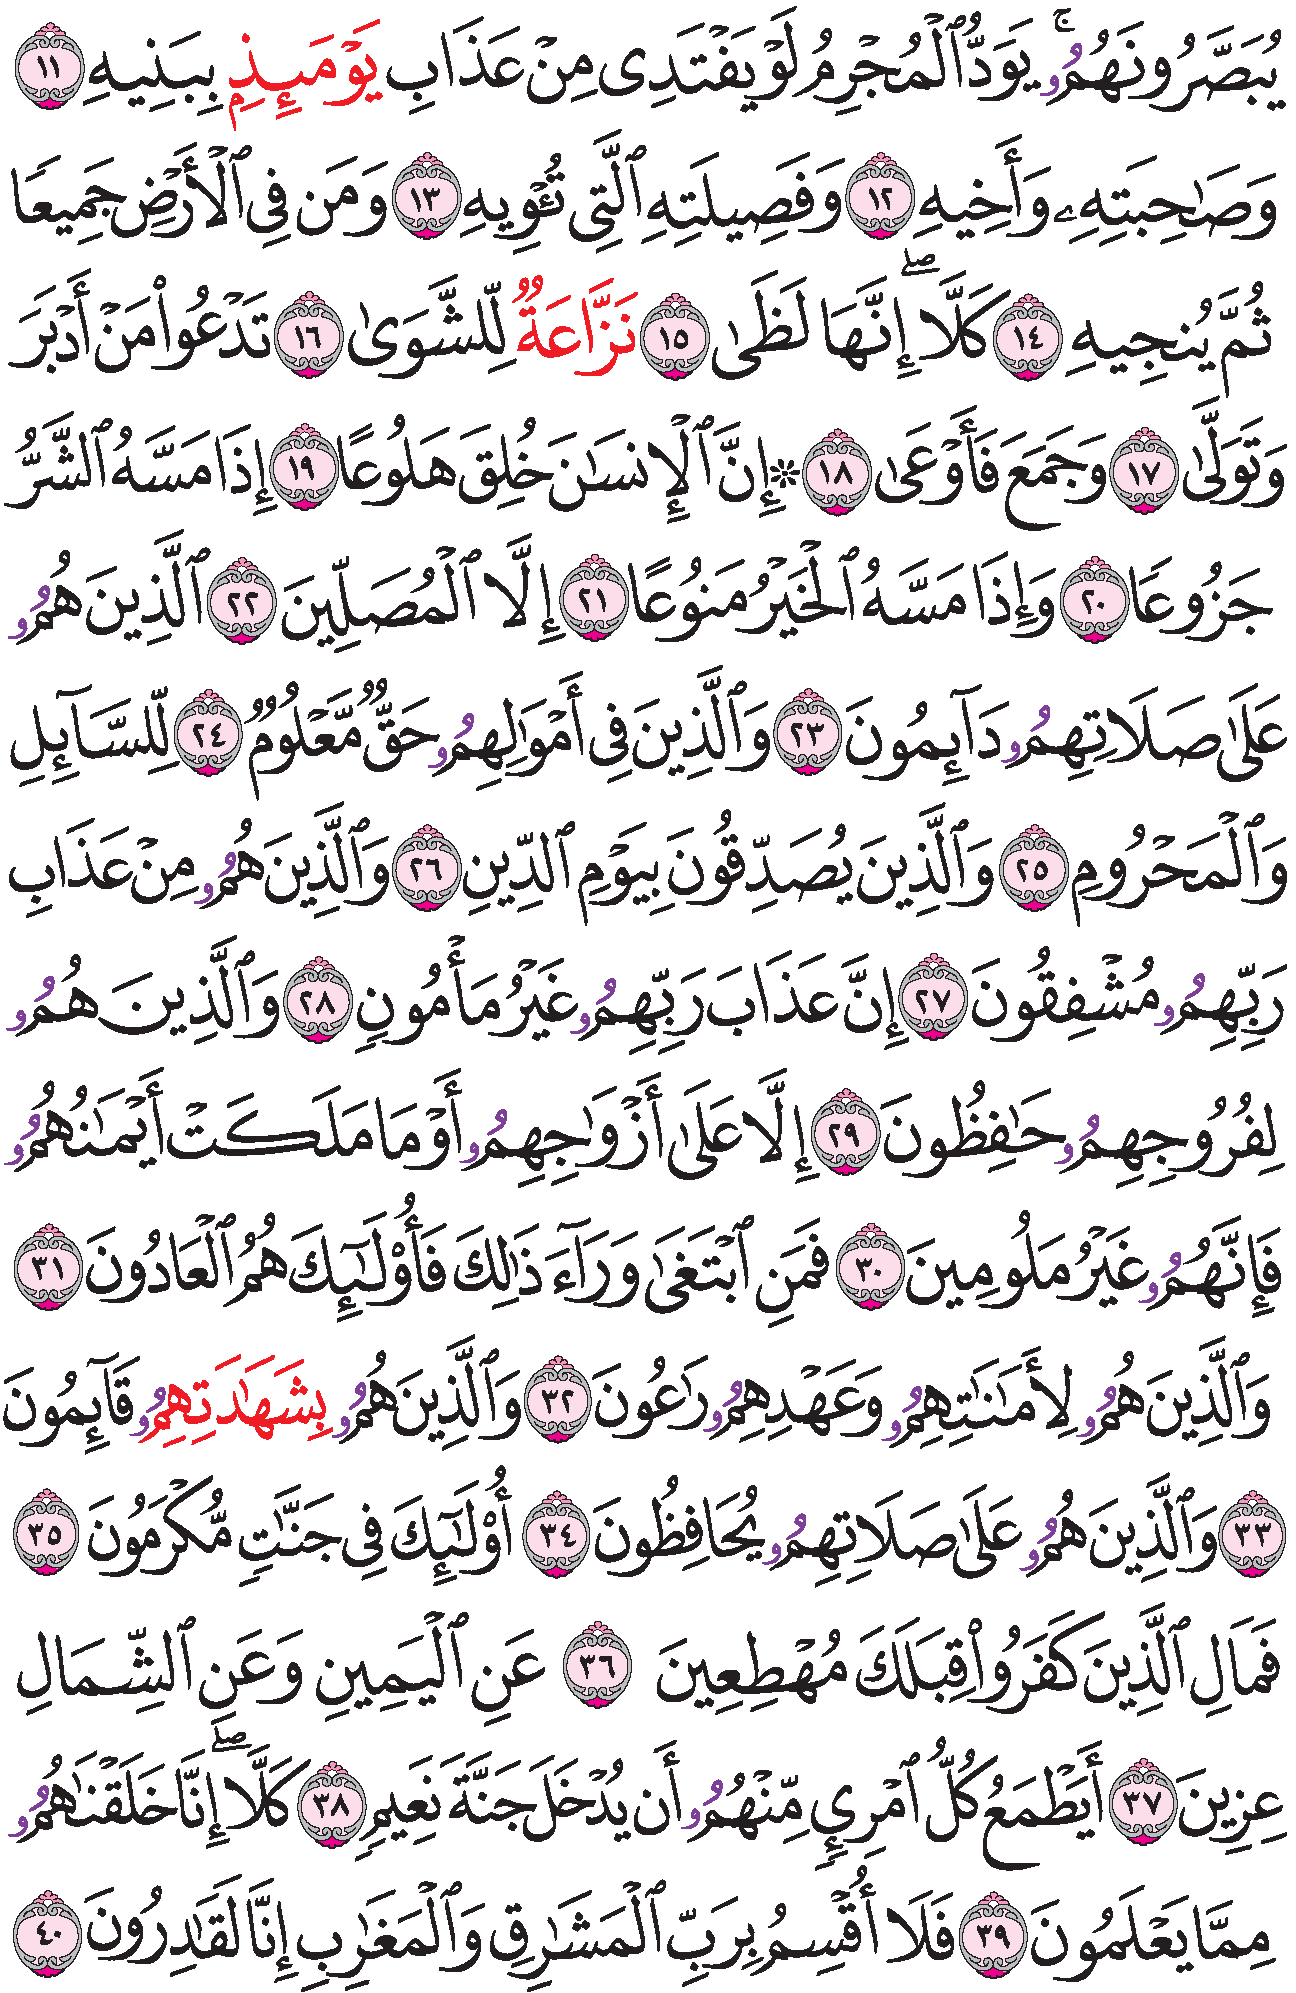 يُبَصَّرُونَهُمُۥۚ يَوَدُّ ٱلْمُجْرِمُ لَوْ يَفْتَدِى مِنْ عَذَابِ يَوْمَئِذِۭ بِبَنِيهِ ١١
وَصَٰحِبَتِهِۦ وَأَخِيهِ ١٢ وَفَصِيلَتِهِ ٱلَّتِى تُـْٔوِيهِ ١٣ وَمَن فِى ٱلْأَرْضِ جَمِيعًا
ثُمَّ يُنجِيهِ ١٤ كَلَّاۖ إِنَّهَا لَظَىٰ ١٥ نَزَّاعَةٌ لِّلشَّوَىٰ ١٦ تَدْعُوا۟ مَنْ أَدْبَرَ
وَتَوَلَّىٰ ١٧ وَجَمَعَ فَأَوْعَىٰ ١٨ ۞ إِنَّ ٱلْإِنسَٰنَ خُلِقَ هَلُوعًا ١٩ إِذَا مَسَّهُ ٱلشَّرُّ
جَزُوعًا ٢٠ وَإِذَا مَسَّهُ ٱلْخَيْرُ مَنُوعًا ٢١ إِلَّا ٱلْمُصَلِّينَ ٢٢ ٱلَّذِينَ هُمُۥ
عَلَىٰ صَلَاتِهِمُۥ دَآئِمُونَ ٢٣ وَٱلَّذِينَ فِى أَمْوَٰلِهِمُۥ حَقٌّ مَّعْلُومٌ ٢٤ لِّلسَّآئِلِ
وَٱلْمَحْرُومِ ٢٥ وَٱلَّذِينَ يُصَدِّقُونَ بِيَوْمِ ٱلدِّينِ ٢٦ وَٱلَّذِينَ هُمُۥ مِنْ عَذَابِ
رَبِّهِمُۥ مُشْفِقُونَ ٢٧ إِنَّ عَذَابَ رَبِّهِمُۥ غَيْرُ مَأْمُونٍ ٢٨ وَٱلَّذِينَ هُمُۥ
لِفُرُوجِهِمُۥ حَٰفِظُونَ ٢٩ إِلَّا عَلَىٰ أَزْوَٰجِهِمُۥ أَوْ مَا مَلَكَتْ أَيْمَٰنُهُمُۥ
فَإِنَّهُمُۥ غَيْرُ مَلُومِينَ ٣٠ فَمَنِ ٱبْتَغَىٰ وَرَآءَ ذَٰلِكَ فَأُو۟لَٰٓئِكَ هُمُ ٱلْعَادُونَ ٣١
وَٱلَّذِينَ هُمُۥ لِأَمَٰنَٰتِهِمُۥ وَعَهْدِهِمُۥ رَٰعُونَ ٣٢ وَٱلَّذِينَ هُمُۥ بِشَهَٰدَتِهِمُۥ قَآئِمُونَ
٣٣ وَٱلَّذِينَ هُمُۥ عَلَىٰ صَلَاتِهِمُۥ يُحَافِظُونَ ٣٤ أُو۟لَٰٓئِكَ فِى جَنَّٰتٍ مُّكْرَمُونَ ٣٥
فَمَالِ ٱلَّذِينَ كَفَرُوا۟ قِبَلَكَ مُهْطِعِينَ ٣٦ عَنِ ٱلْيَمِينِ وَعَنِ ٱلشِّمَالِ
عِزِينَ ٣٧ أَيَطْمَعُ كُلُّ ٱمْرِئٍ مِّنْهُمُۥ أَن يُدْخَلَ جَنَّةَ نَعِيمٍ ٣٨ كَلَّاۖ إِنَّا خَلَقْنَٰهُمُۥ
مِمَّا يَعْلَمُونَ ٣٩ فَلَا أُقْسِمُ بِرَبِّ ٱلْمَشَٰرِقِ وَٱلْمَغَٰرِبِ إِنَّا لَقَٰدِرُونَ ٤٠